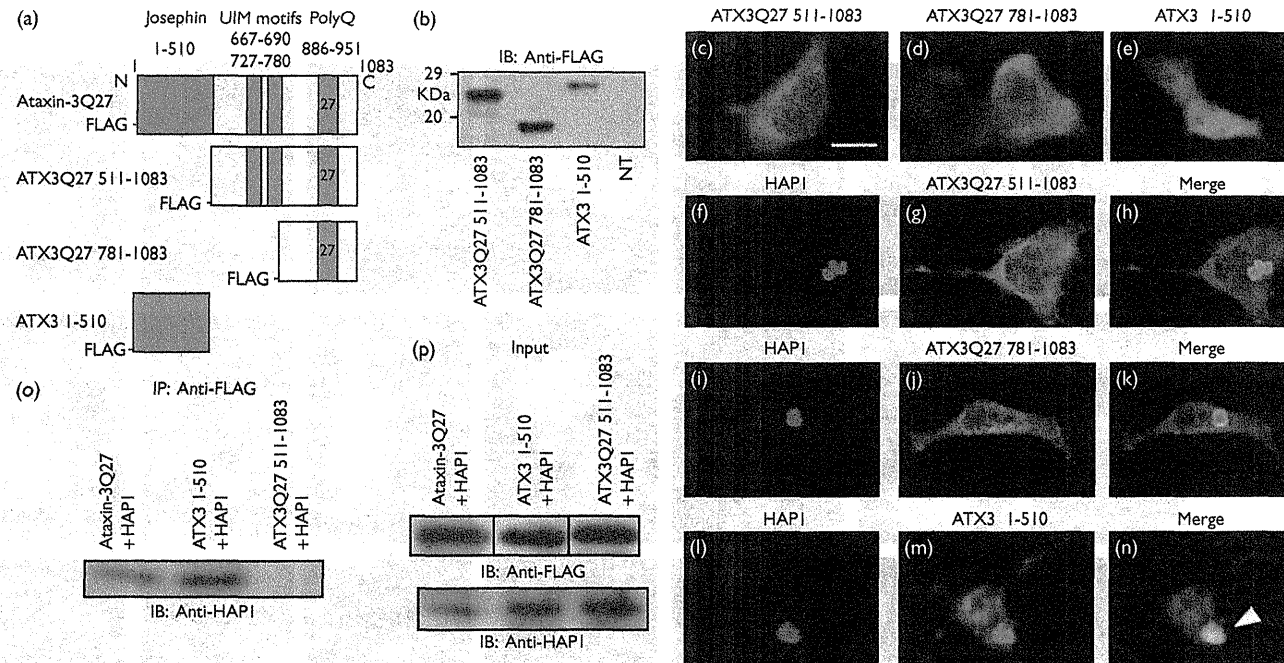 (a)
Josephin UIM motifs PolyQ
1-510 667-690 886-951
727-780
1 1083
N C
Ataxin-3Q27 27
FLAG
ATX3Q27 511-1083 27
FLAG
ATX3Q27 781-1083 27
FLAG
ATX3 1-510
FLAG
(b)
IB: Anti-FLAG
29
KDa
20
ATX3Q27 511-1083
ATX3Q27 781-1083
ATX3 1-510
NT
ATX3Q27 511-1083 ATX3Q27 781-1083 ATX3 1-510
(c) (d) (e)
HAP1 ATX3Q27 511-1083 Merge
(f) (g) (h)
HAP1 ATX3Q27 781-1083 Merge
(i) (j) (k)
HAP1 ATX3 1-510 Merge
(l) (m) (n)
(o)
IP: Anti-FLAG
Ataxin-3Q27
+HAP1
ATX3 1-510
+HAP1
ATX3Q27 511-1083
+HAP1
IB: Anti-HAP1
(p)
Input
Ataxin-3Q27
+HAP1
ATX3 1-510
+HAP1
ATX3Q27 511-1083
+HAP1
IB: Anti-FLAG
IB: Anti-HAP1